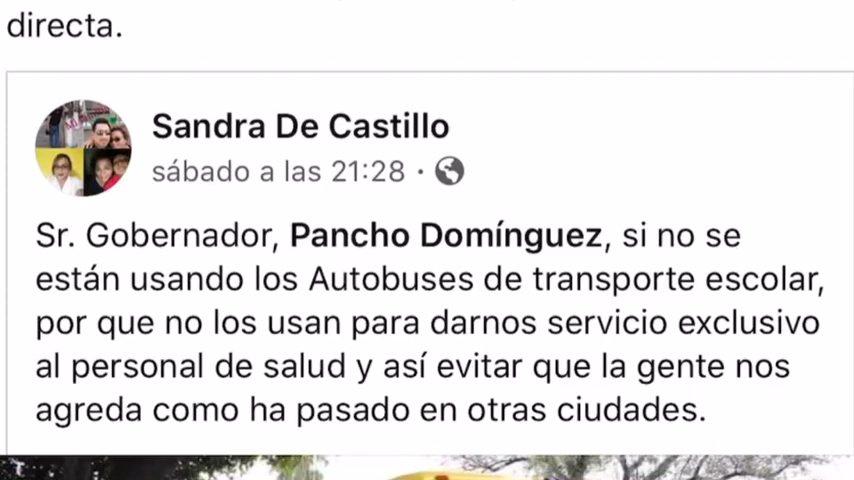 directa.
Sandra De Castillo
sábado a las 21:28 ·
Sr. Gobernador, Pancho Domínguez, si no se
están usando los Autobuses de transporte escolar,
por que no los usan para darnos servicio exclusivo
al personal de salud y así evitar que la gente nos
agreda como ha pasado en otras ciudades.